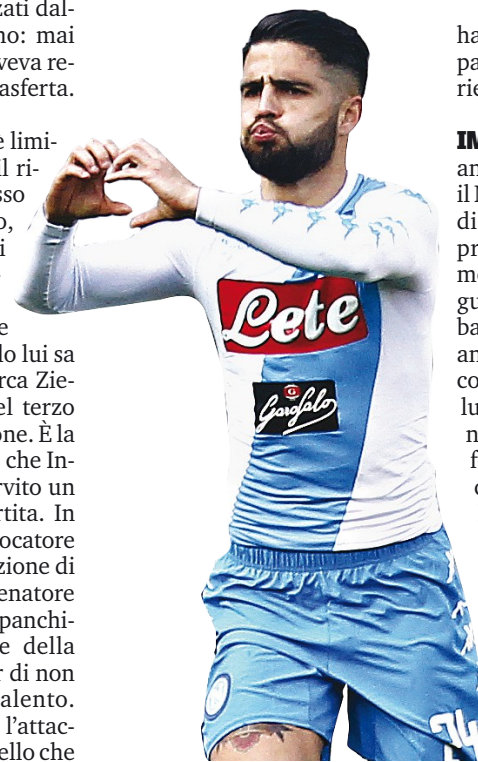 zati dal-
no: mai
veva re-
asferta.
è limi-
il ri-
sso
o,
i
e
lo lui sa
rca Zie-
el terzo
one. È la
che In-
rvito un
rtita. In
ocatore
zione di
enatore
panchi-
e della
r di non
alento.
l'attac-
ello che
Lete
Garofalo
24
ha
pa
rie
IM
an
il N
di
pr
me
gu
ba
an
co
lu
n
f
c